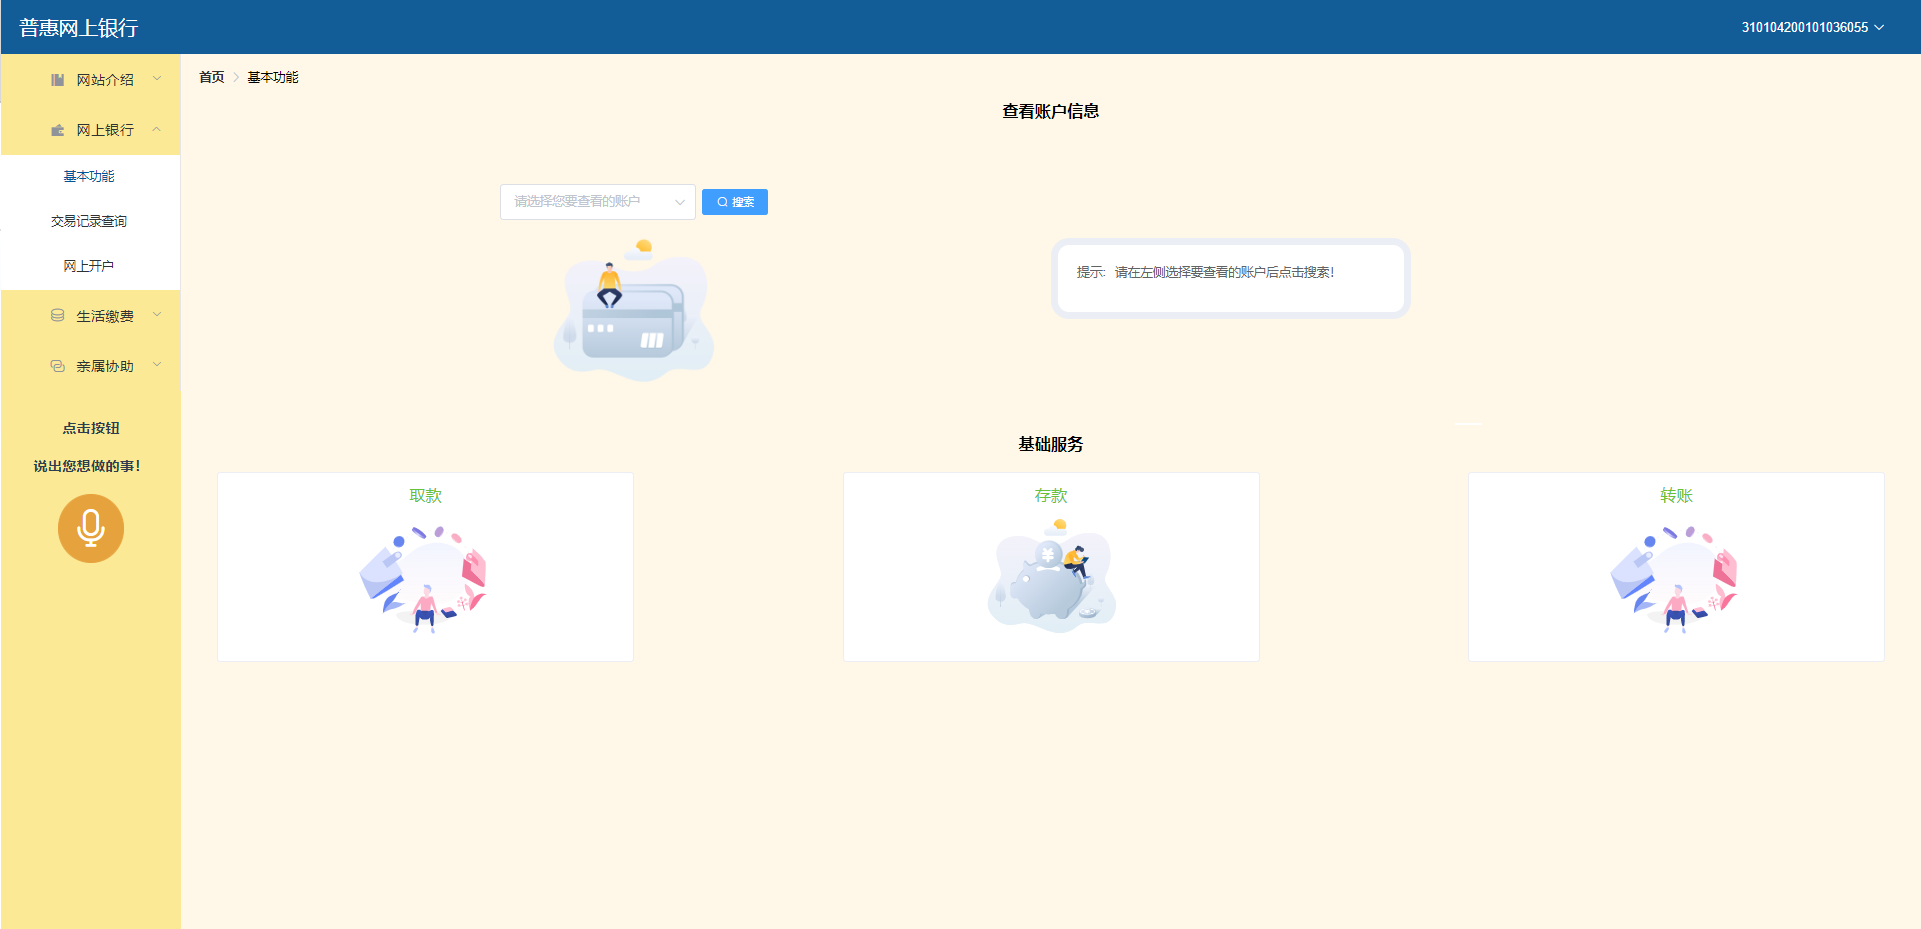 普惠网上银行
310104200101036055
网站介绍
网上银行
基本功能
交易记录查询
网上开户
生活缴费
亲属协助
点击按钮
说出您想做的事!
首页 > 基本功能
查看账户信息
请选择您要查看的账户
搜索
提示: 请在左侧选择要查看的账户后点击搜索!
基础服务
取款
存款
¥
转账